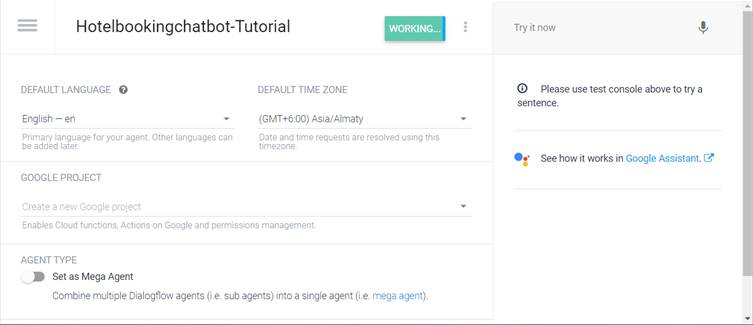 Hotelbookingchatbot-Tutorial
WORKING...
Try it now
DEFAULT LANGUAGE
DEFAULT TIME ZONE
English — en
(GMT+6:00) Asia/Almaty
Primary language for your agent. Other languages can
be added later.
Date and time requests are resolved using this
timezone.
GOOGLE PROJECT
Create a new Google project
Enables Cloud functions, Actions on Google and permissions management.
AGENT TYPE
Set as Mega Agent
Combine multiple Dialogflow agents (i.e. sub agents) into a single agent (i.e. mega agent).
Please use test console above to try a
sentence.
See how it works in Google Assistant.